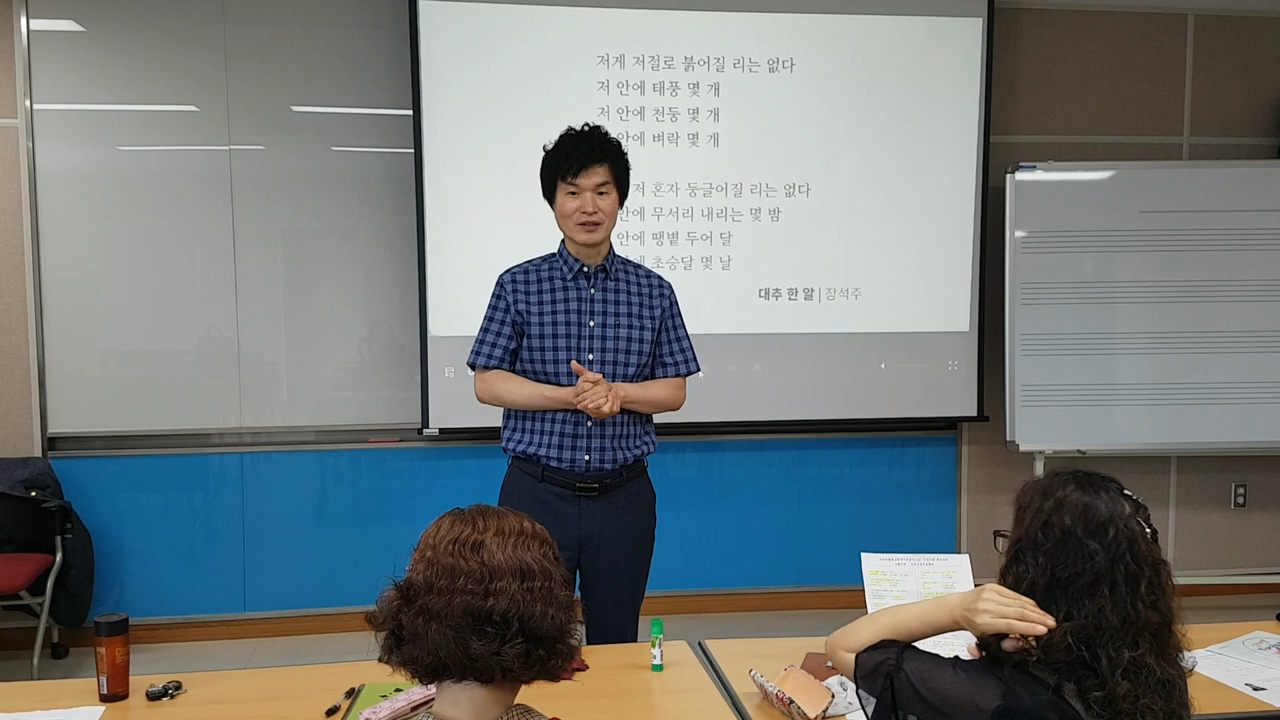 저게 저절로 붉어질 리는 없다
저 안에 태풍 몇 개
저 안에 천둥 몇 개
안에 벼락 몇 개
저 혼자 둥글어질 리는 없다
안에 무서리 내리는 몇 밤
안에 땡볕 두어 달
초승달 몇 날
대추 한 알 | 장석주